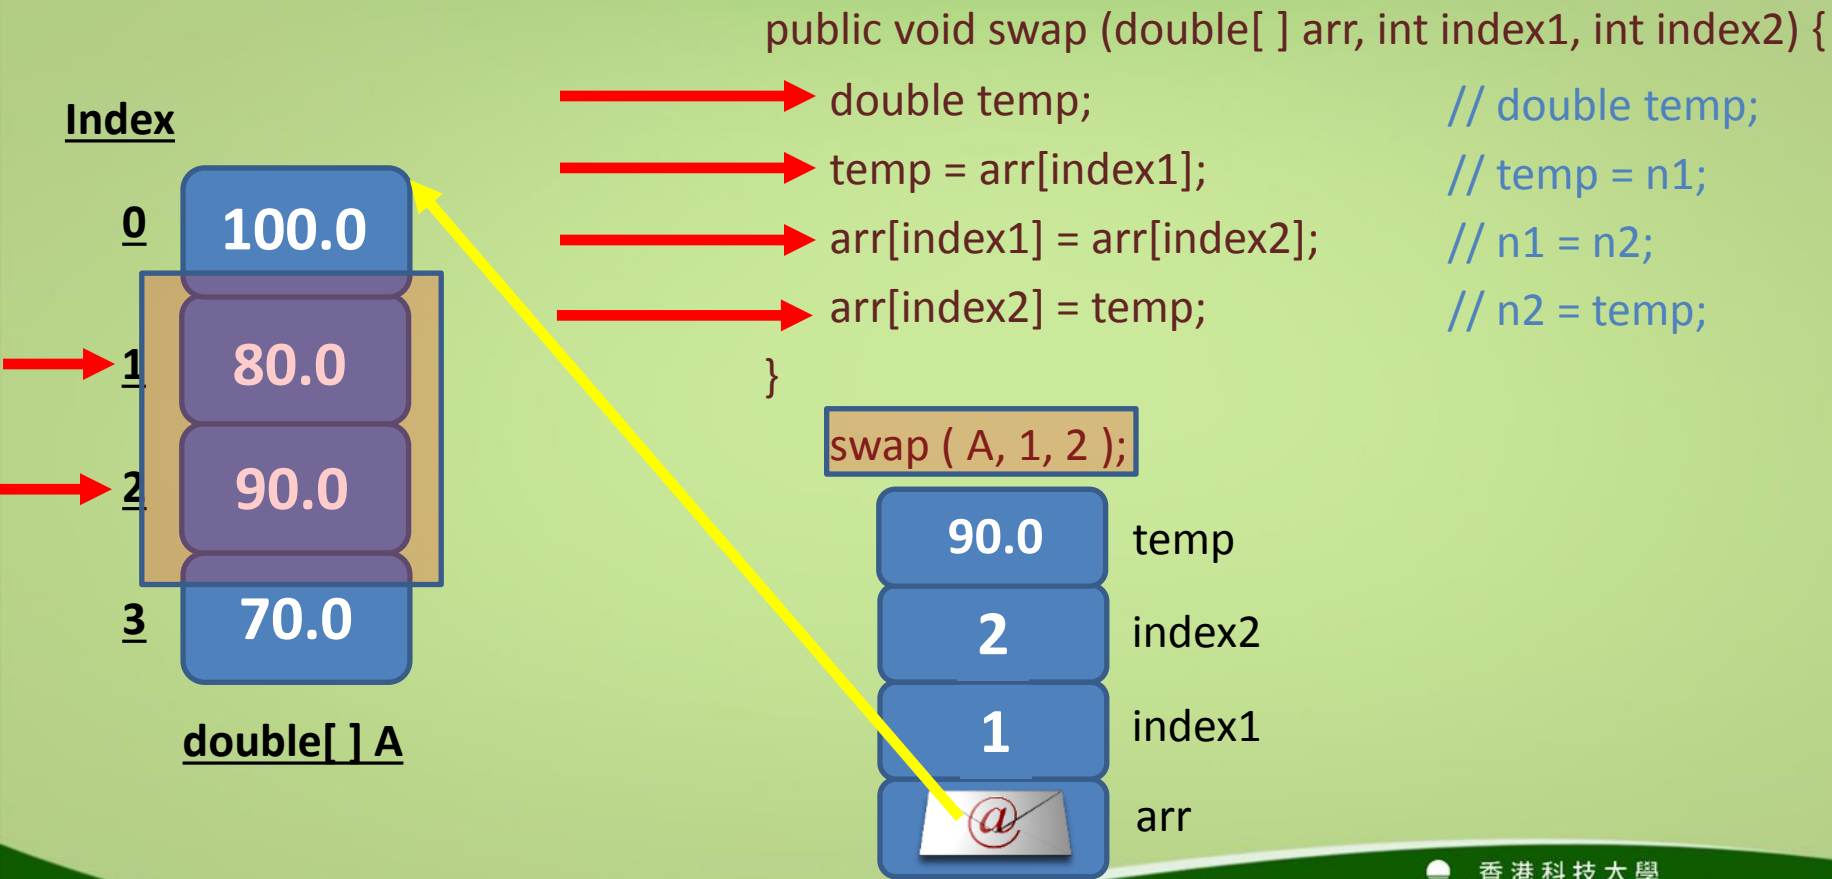 public void swap (double[ ] arr, int index1, int index2) {
double temp; // double temp;
temp = arr[index1]; // temp = n1;
arr[index1] = arr[index2]; // n1 = n2;
arr[index2] = temp; // n2 = temp;
}
swap ( A, 1, 2 );
Index
0 100.0
1 80.0
2 90.0
3 70.0
double[ ] A
90.0 temp
2 index2
1 index1
@ arr
香港科技大學